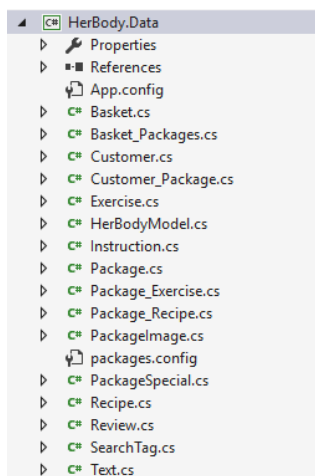 C# HerBody.Data
Properties
References
App.config
C# Basket.cs
C# Basket_Packages.cs
C# Customer.cs
C# Customer_Package.cs
C# Exercise.cs
C# HerBodyModel.cs
C# Instruction.cs
C# Package.cs
C# Package_Exercise.cs
C# Package_Recipe.cs
C# PackageImage.cs
packages.config
C# PackageSpecial.cs
C# Recipe.cs
C# Review.cs
C# SearchTag.cs
C# Text.cs